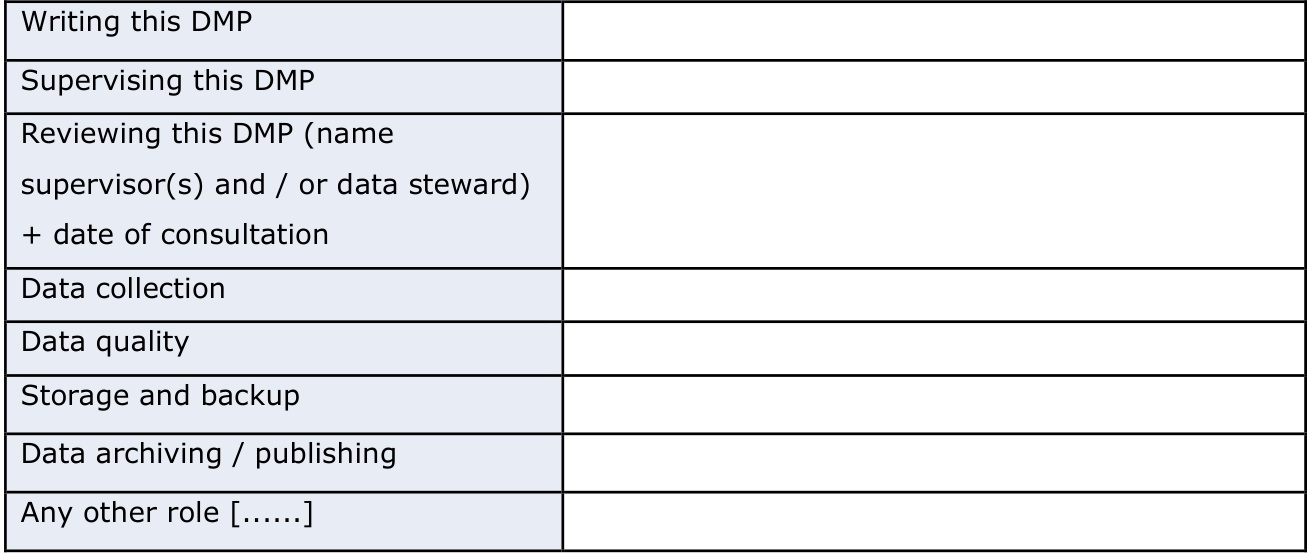 Writing this DMP
Supervising this DMP
Reviewing this DMP (name
supervisor(s) and / or data steward)
+ date of consultation
Data collection
Data quality
Storage and backup
Data archiving / publishing
Any other role [......]